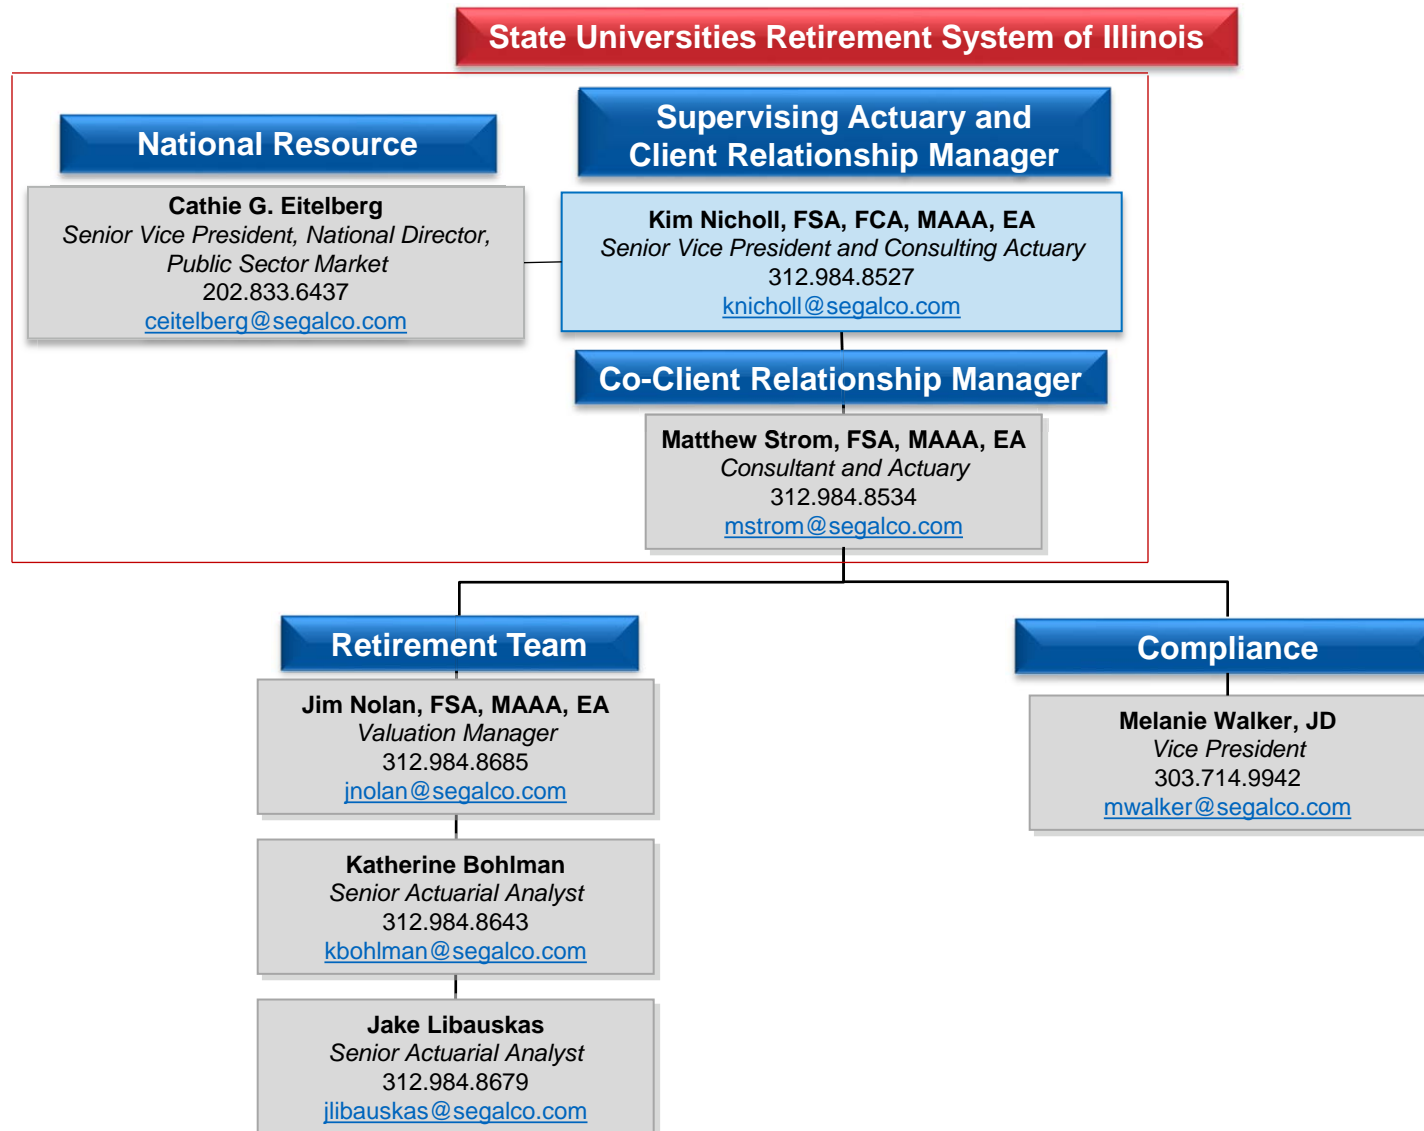 State Universities Retirement System of Illinois
National Resource
Cathie G. Eitelberg
Senior Vice President, National Director,
Public Sector Market
202.833.6437
ceitelberg@segalco.com
Supervising Actuary and
Client Relationship Manager
Kim Nicholl, FSA, FCA, MAAA, EA
Senior Vice President and Consulting Actuary
312.984.8527
knicholl@segalco.com
Co-Client Relationship Manager
Matthew Strom, FSA, MAAA, EA
Consultant and Actuary
312.984.8534
mstrom@segalco.com
Retirement Team
Jim Nolan, FSA, MAAA, EA
Valuation Manager
312.984.8685
jnolan@segalco.com
Katherine Bohlman
Senior Actuarial Analyst
312.984.8643
kbohlman@segalco.com
Jake Libauskas
Senior Actuarial Analyst
312.984.8679
jlibauskas@segalco.com
Compliance
Melanie Walker, JD
Vice President
303.714.9942
mwalker@segalco.com